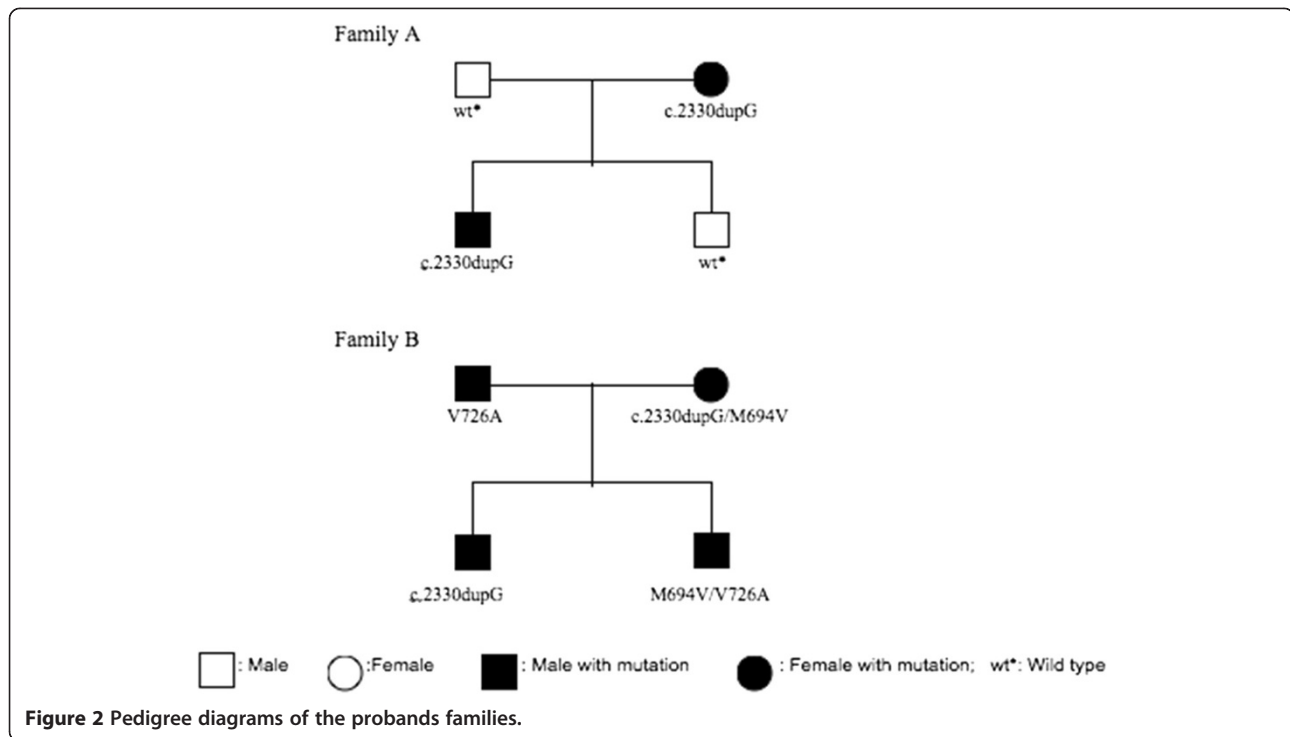 Family A
wt*
c.2330dupG
c.2330dupG
wt*
Family B
V726A
c.2330dupG/M694V
c.2330dupG
M694V/V726A
: Male :Female : Male with mutation : Female with mutation; wt*: Wild type
Figure 2 Pedigree diagrams of the probands families.